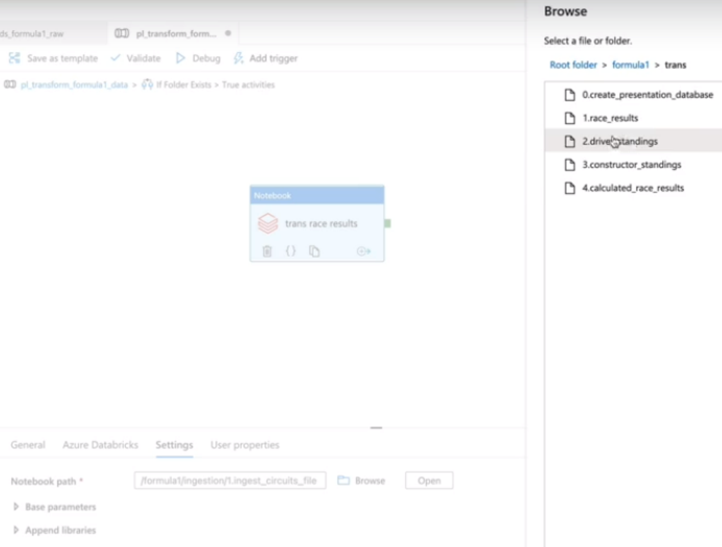 ds_formula1_raw
pl_transform_form...
Save as template
Validate
Debug
Add trigger
pl_transform_formula1_data > If Folder Exists > True activities
Notebook
trans race results
General
Azure Databricks
Settings
User properties
Notebook path *
/formula1/ingestion/1.ingest_circuits_file
Browse
Open
Base parameters
Append libraries
Browse
Select a file or folder.
Root folder > formula1 > trans
0.create_presentation_database
1.race_results
2.driver_standings
3.constructor_standings
4.calculated_race_results